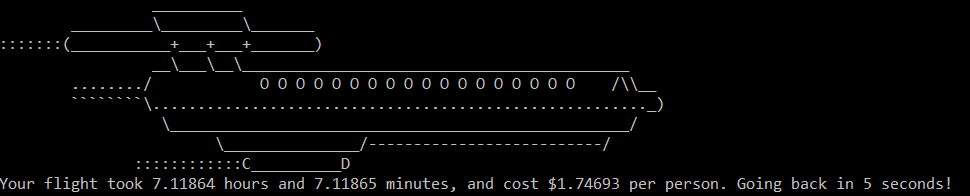 O O O O O O O O O O O O O O O O O O
C D
Your flight took 7.11864 hours and 7.11865 minutes, and cost $1.74693 per person. Going back in 5 seconds!